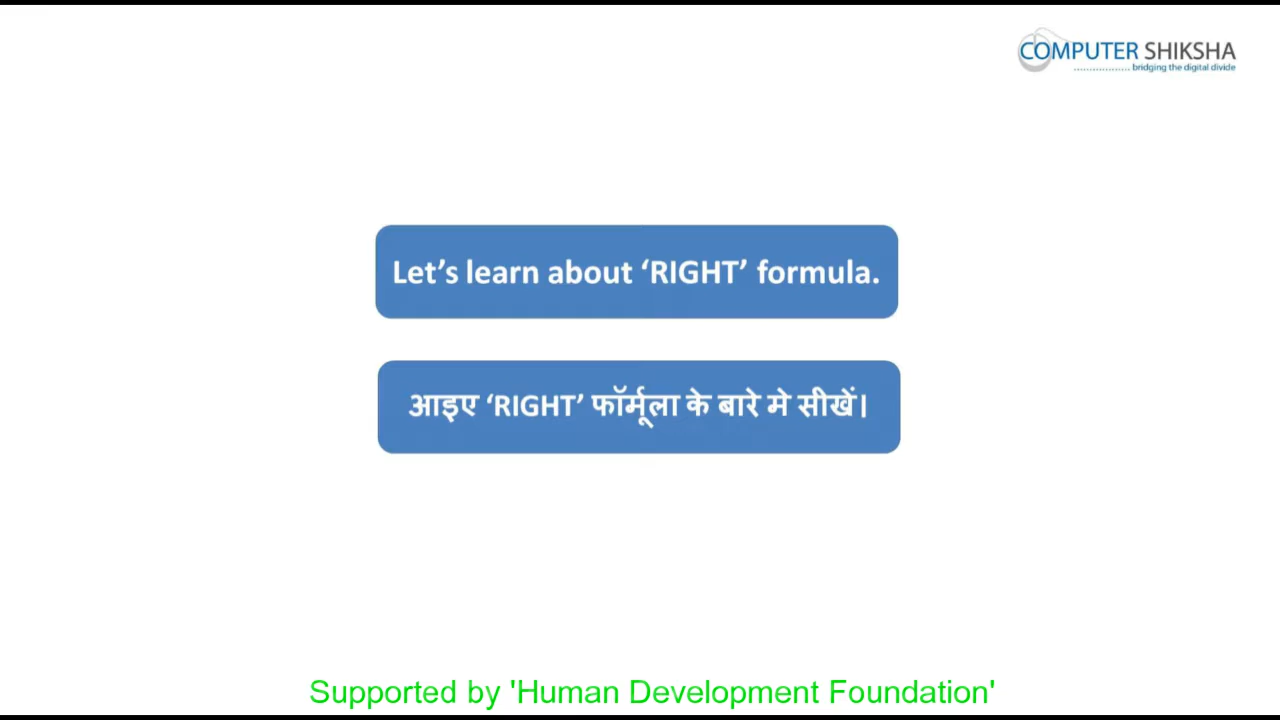 COMPUTER SHIKSHA
.................. bridging the digital divide
Let’s learn about ‘RIGHT’ formula.
आइए ‘RIGHT’ फॉर्मूला के बारे मे सीखें।
Supported by 'Human Development Foundation'